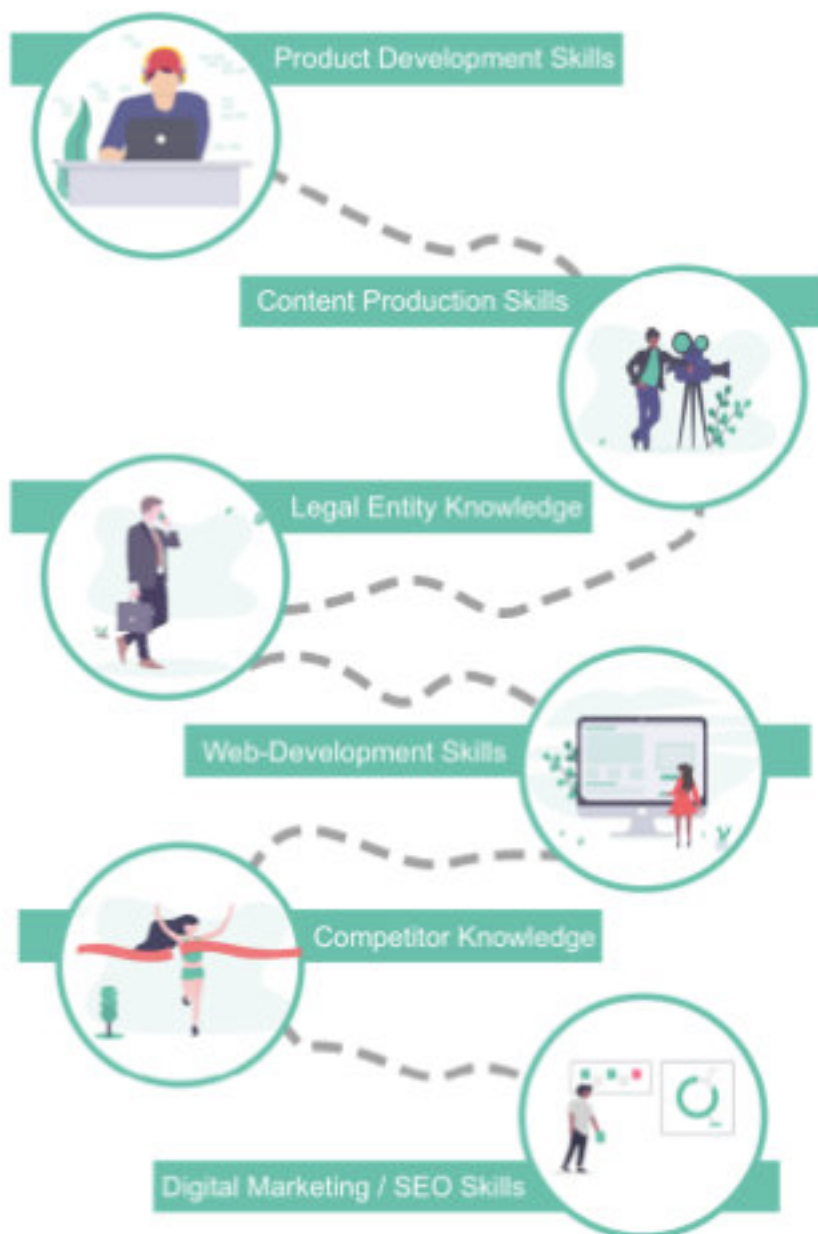 Product Development Skills
Content Production Skills
Legal Entity Knowledge
Web-Development Skills
Competitor Knowledge
Digital Marketing / SEO Skills